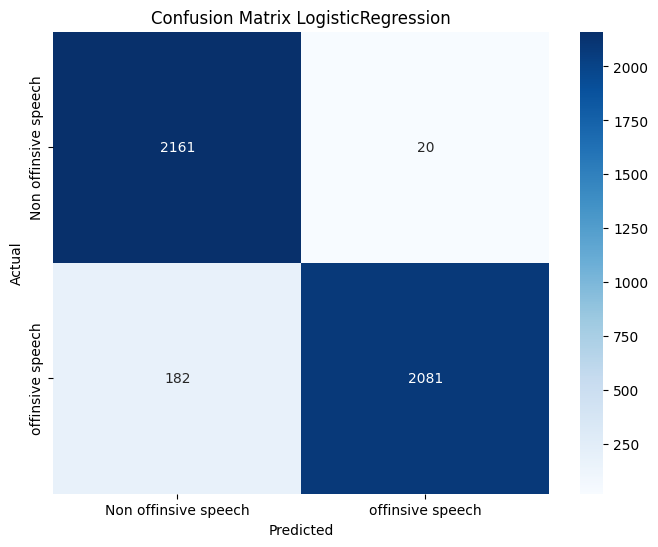 Confusion Matrix LogisticRegression
Non offinsive speech
offinsive speech
Actual
2161
20
182
2081
Non offinsive speech
offinsive speech
Predicted
2000
1750
1500
1250
1000
750
500
250